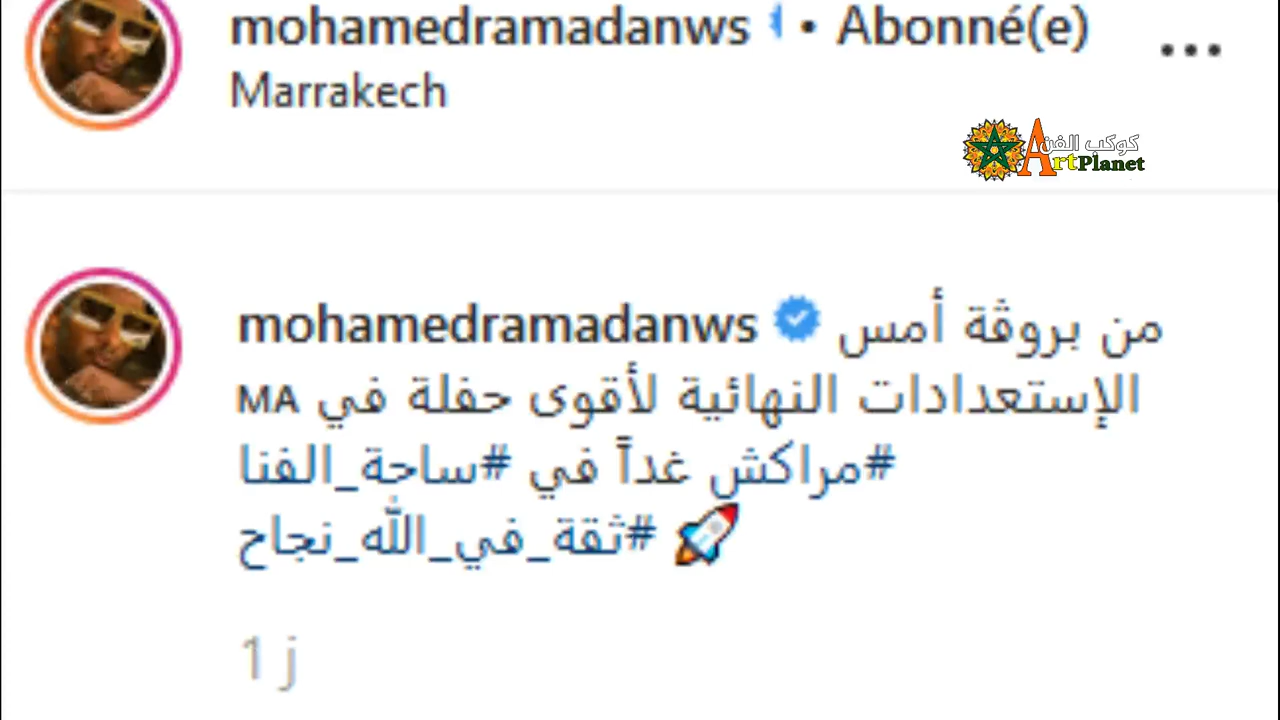 mohamedramadanws • Abonné(e)
Marrakech
كوكب الفن
ArtPlanet
mohamedramadanws من بروڤة أمس
الإستعدادات النهائية لأقوى حفلة في MA
#مراكش غداً في #ساحة_الفنا
🚀 #ثقة_في_الله_نجاح
1 j